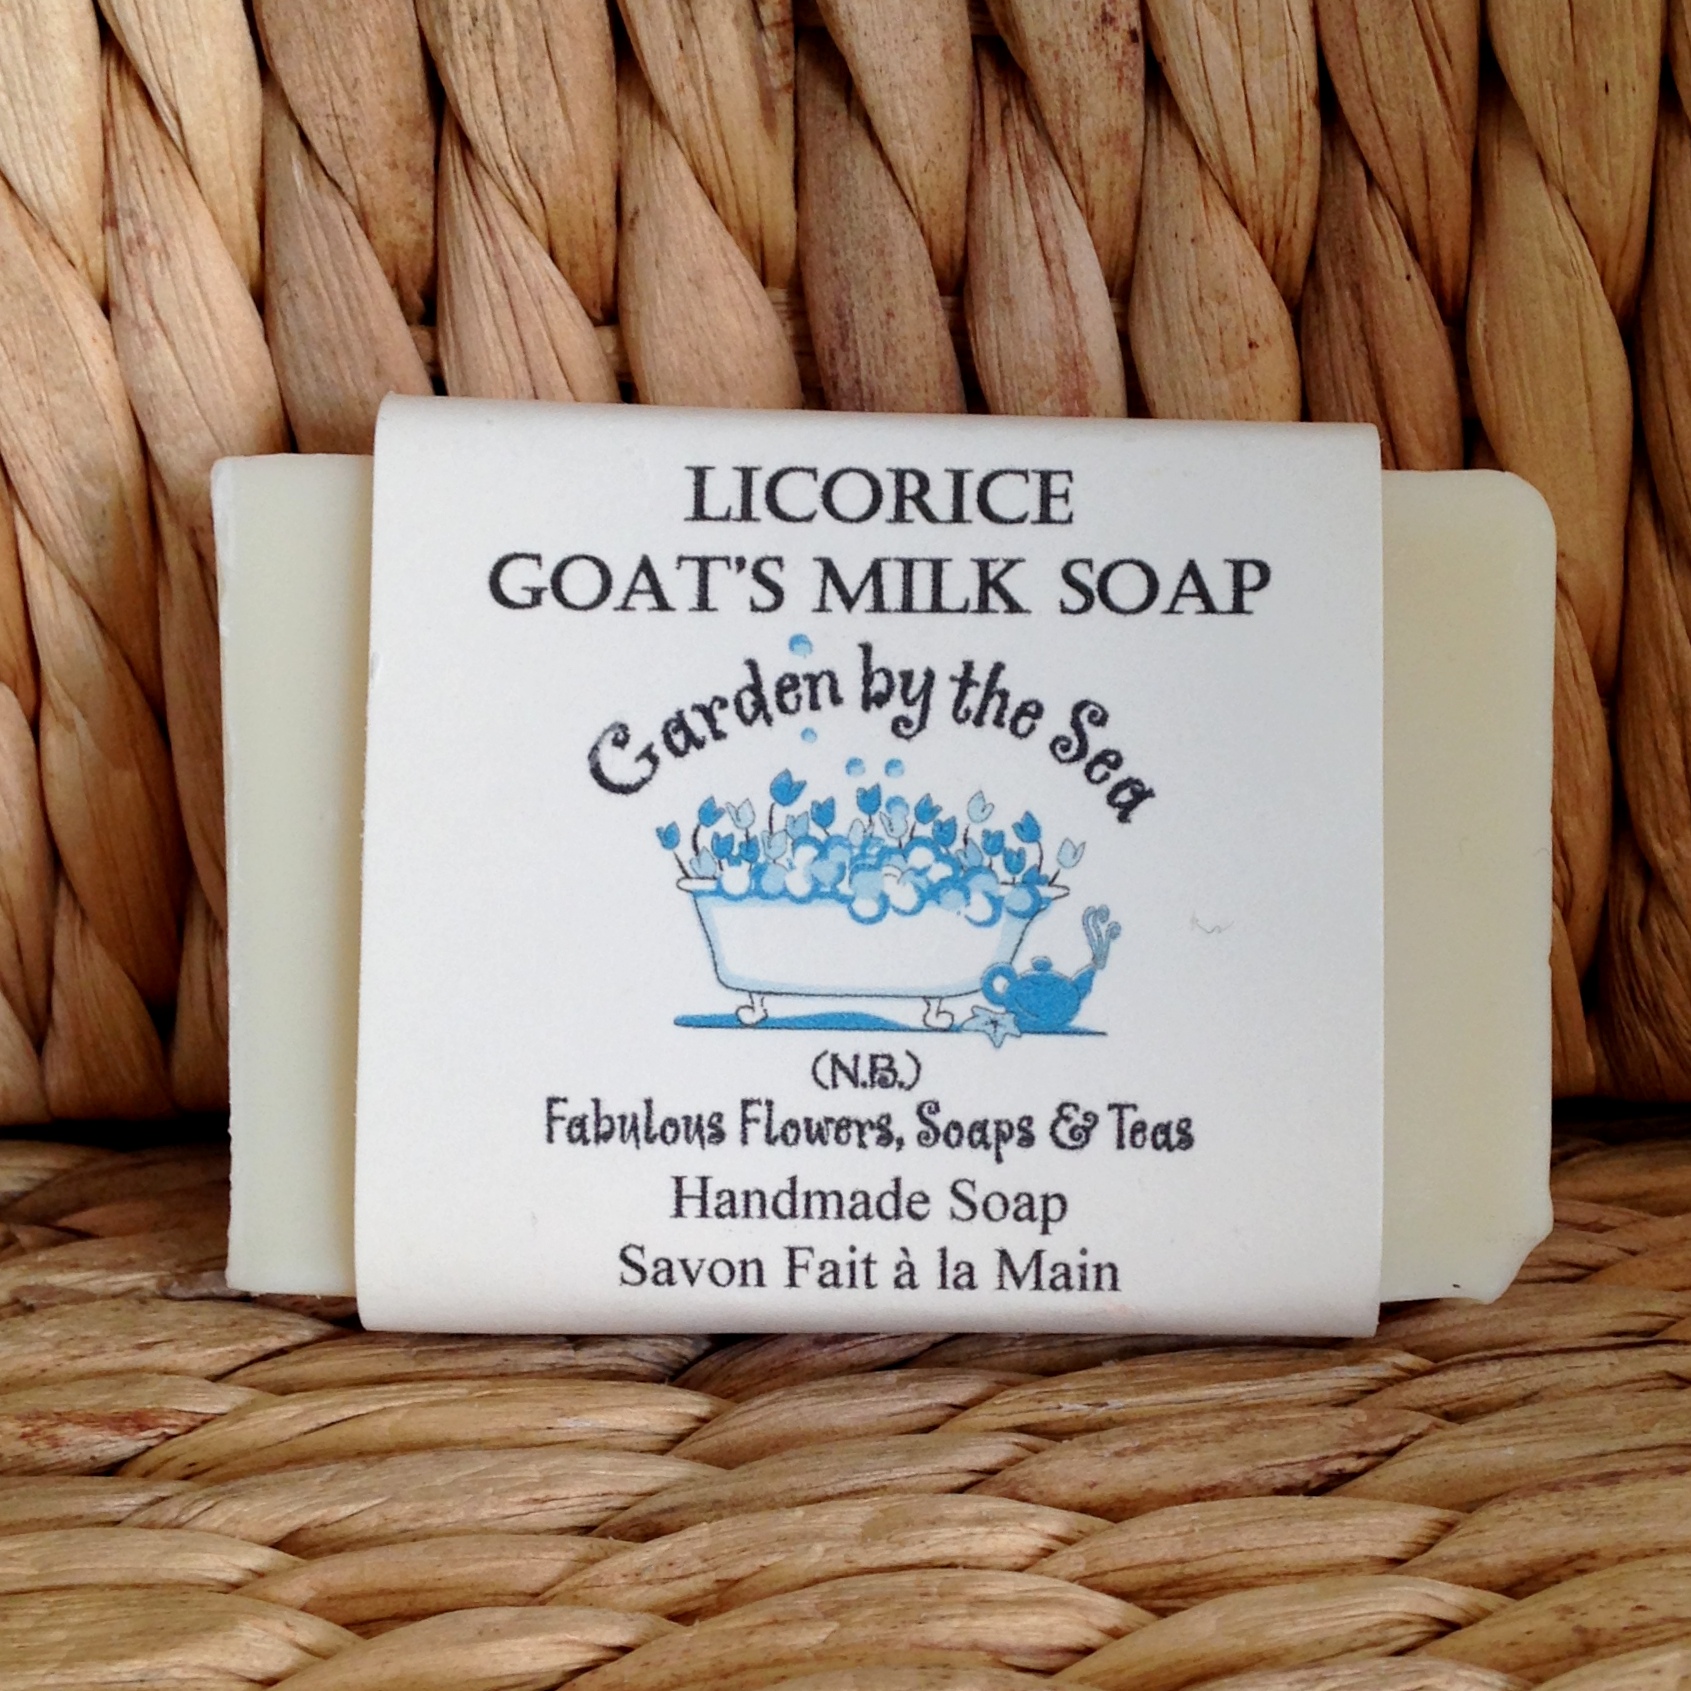 LICORICE
GOAT'S MILK SOAP
Garden by the Sea
(N.B.)
Fabulous Flowers, Soaps & Teas
Handmade Soap
Savon Fait à la Main